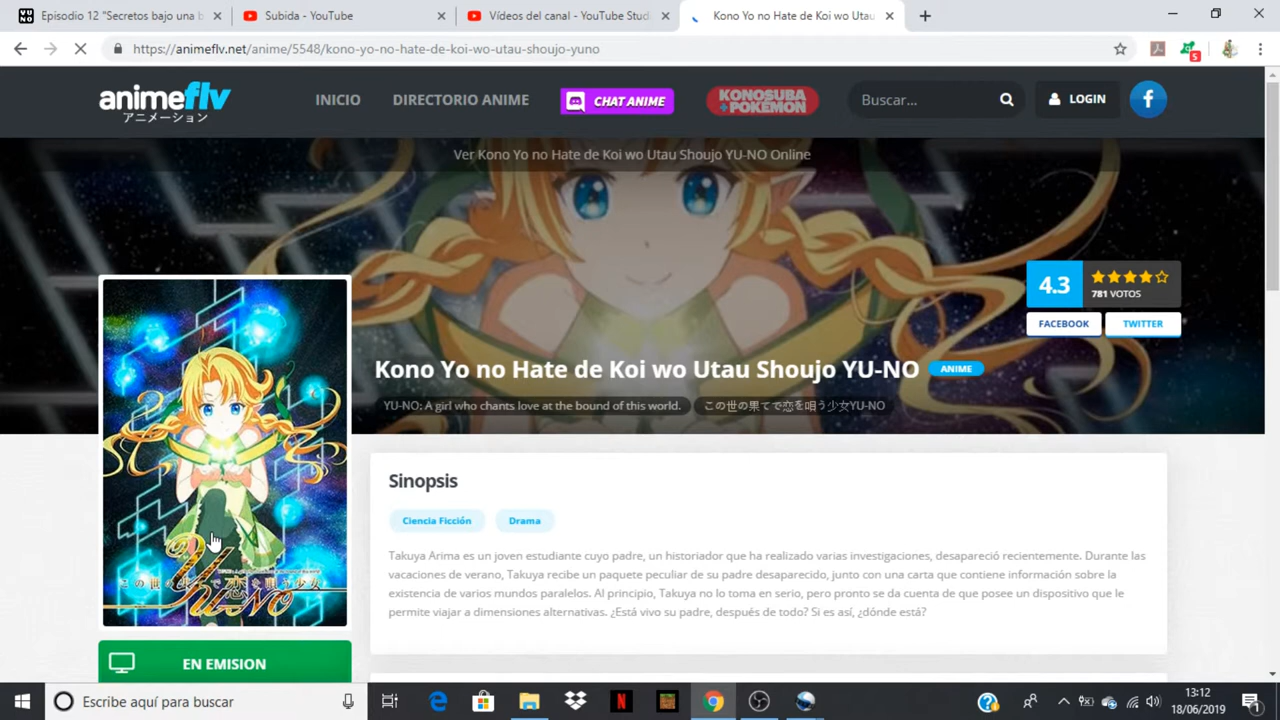 Episodio 12 "Secretos bajo una b
Subida - YouTube
Vídeos del canal - YouTube Stud
Kono Yo no Hate de Koi wo Utau
https://animeflv.net/anime/5548/kono-yo-no-hate-de-koi-wo-utau-shoujo-yuno
animeflv
アニメーション
INICIO
DIRECTORIO ANIME
CHAT ANIME
KONOSUBA
+POKÉMON
Buscar...
LOGIN
Ver Kono Yo no Hate de Koi wo Utau Shoujo YU-NO Online
4.3
781 VOTOS
FACEBOOK
TWITTER
Kono Yo no Hate de Koi wo Utau Shoujo YU-NO
ANIME
YU-NO: A girl who chants love at the bound of this world.
この世の果てで恋を唄う少女YU-NO
Sinopsis
Ciencia Ficción
Drama
Takuya Arima es un joven estudiante cuyo padre, un historiador que ha realizado varias investigaciones, desapareció recientemente. Durante las
vacaciones de verano, Takuya recibe un paquete peculiar de su padre desaparecido, junto con una carta que contiene información sobre la
existencia de varios mundos paralelos. Al principio, Takuya no lo toma en serio, pero pronto se da cuenta de que posee un dispositivo que le
permite viajar a dimensiones alternativas. ¿Está vivo su padre, después de todo? Si es así, ¿dónde está?
Yu-No
EN EMISION
Escribe aquí para buscar
13:12
18/06/2019